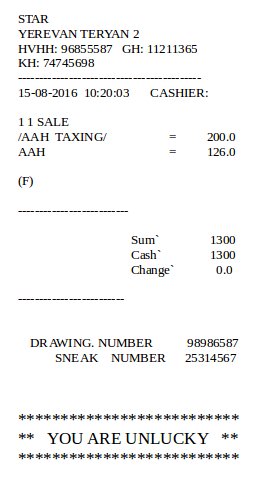 STAR
YEREVAN TERYAN 2
HVHH: 96855587 GH: 11211365
KH: 74745698
-------------------------------------------
15-08-2016 10:20:03 CASHIER:
1 1 SALE
/AAH TAXING/ = 200.0
AAH = 126.0
(F)
--------------------------
Sum` 1300
Cash` 1300
Change` 0.0
-------------------------
DRAWING. NUMBER 98986587
SNEAK NUMBER 25314567
**************************
** YOU ARE UNLUCKY **
**************************